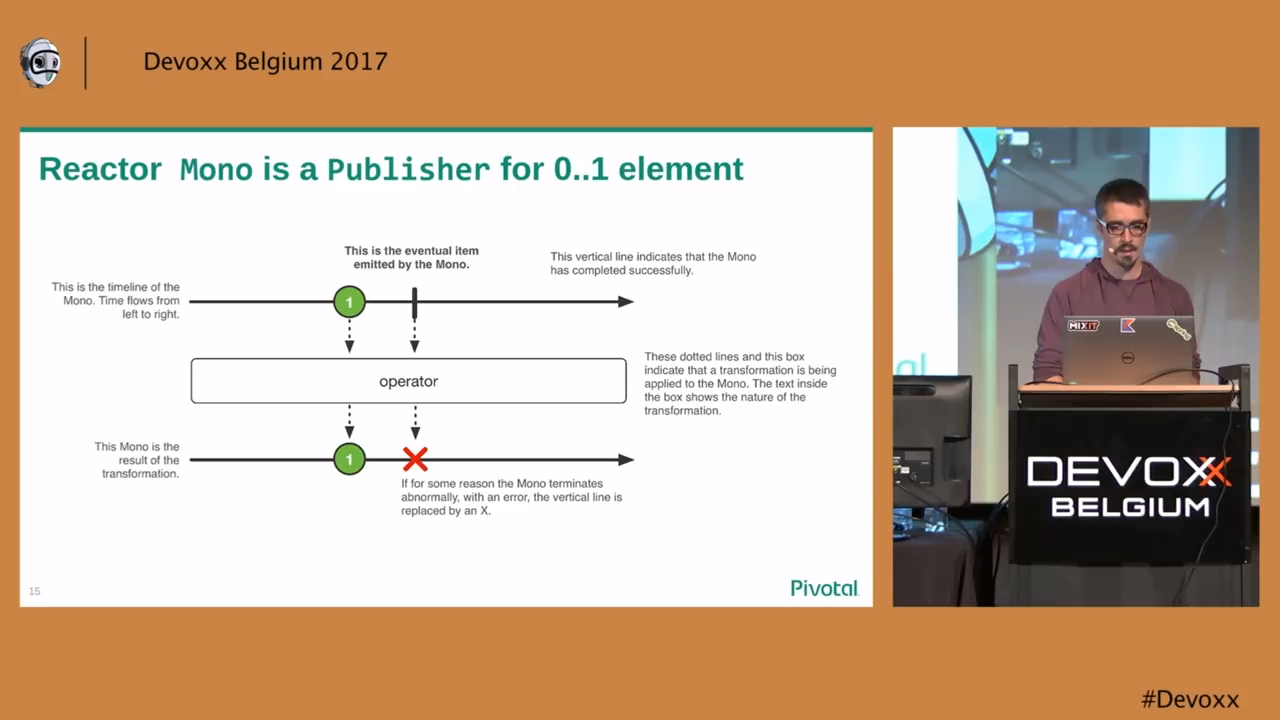 Devoxx Belgium 2017
Reactor Mono is a Publisher for 0..1 element
This is the eventual item
emitted by the Mono.
This vertical line indicates that the Mono
has completed successfully.
This is the timeline of the
Mono. Time flows from
left to right.
1
operator
These dotted lines and this box
indicate that a transformation is being
applied to the Mono. The text inside
the box shows the nature of the
transformation.
This Mono is the
result of the
transformation.
1
If for some reason the Mono terminates
abnormally, with an error, the vertical line is
replaced by an X.
15
Pivotal
MIXIT
DELL
DEVOXX
BELGIUM
#Devoxx